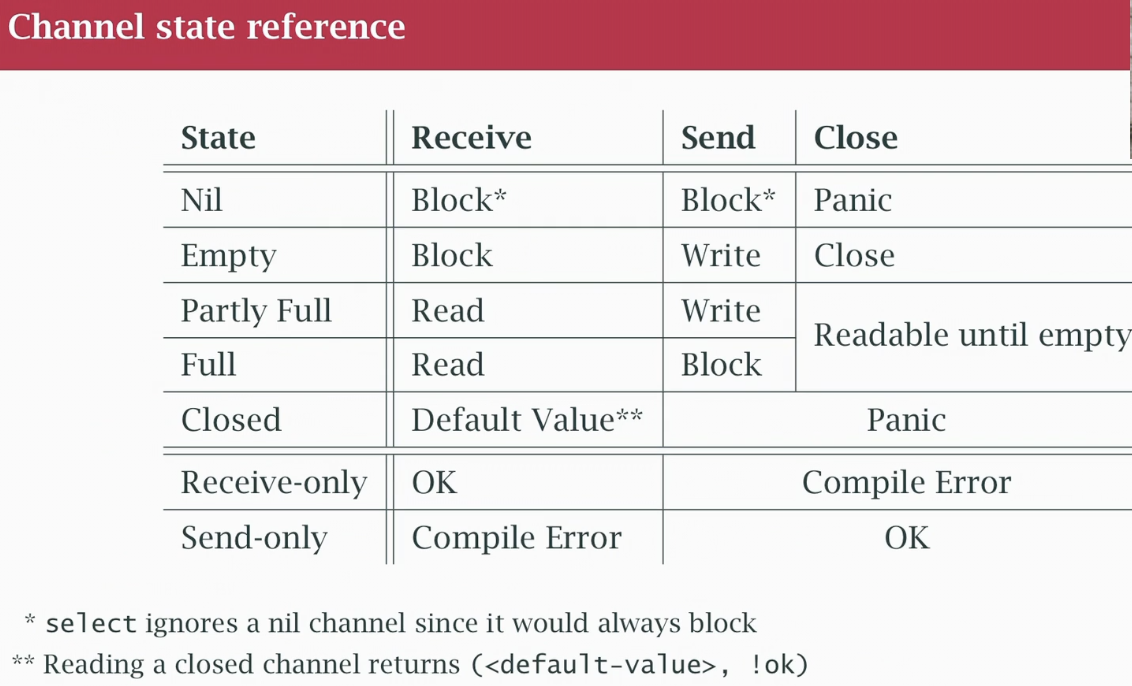 Channel state reference
State Receive Send Close
Nil Block* Block* Panic
Empty Block Write Close
Partly Full Read Write
Readable until empty
Full Read Block
Closed Default Value** Panic
Receive-only OK Compile Error
Send-only Compile Error OK
* select ignores a nil channel since it would always block
** Reading a closed channel returns (<default-value>, !ok)